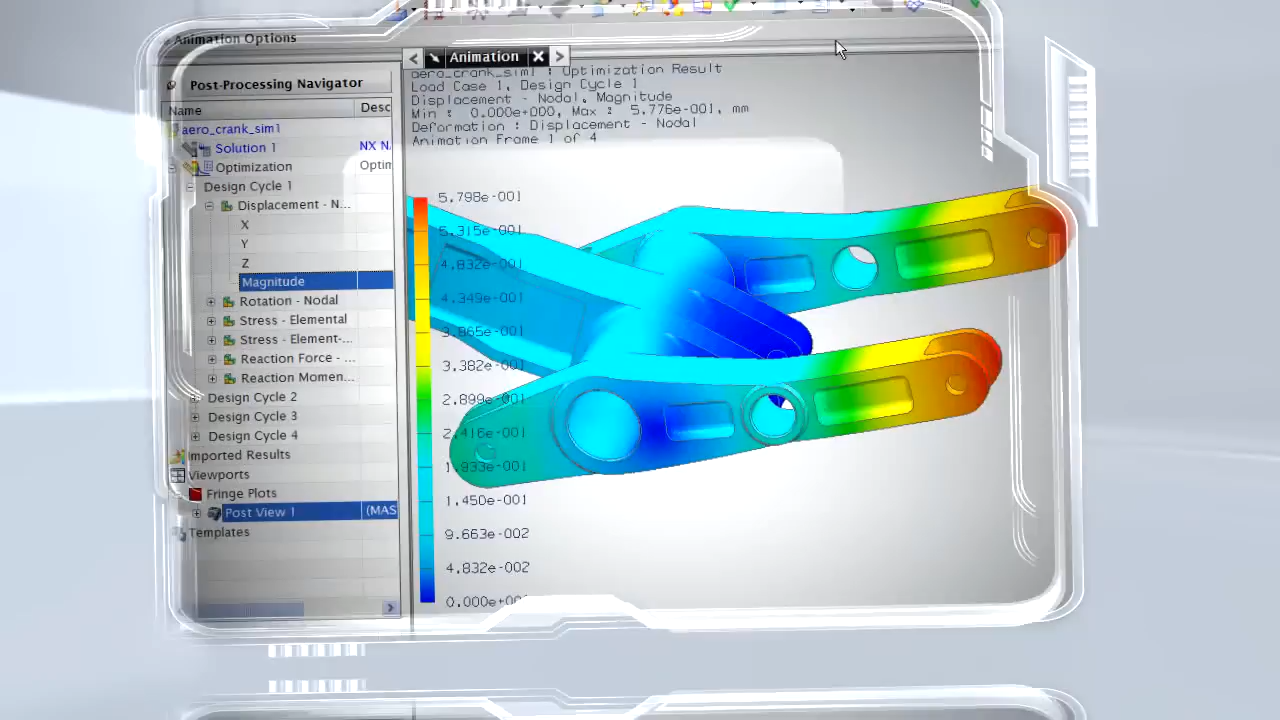 Animation Options
Post-Processing Navigator
Name Desc
aero_crank_sim1
Solution 1 NX N
Optimization Optim
Design Cycle 1
Displacement - N...
X
Y
Z
Magnitude
Rotation - Nodal
Stress - Elemental
Stress - Element-...
Reaction Force - ...
Reaction Momen...
Design Cycle 2
Design Cycle 3
Design Cycle 4
Imported Results
Viewports
Fringe Plots
Post View 1 (MAS
Templates
Animation
aero_crank_sim1 : Optimization Result
Load Case 1, Design Cycle 1
Displacement - Nodal, Magnitude
Min : 0.000e+000, Max : 5.776e-001, mm
Deformation : Displacement - Nodal
Animation Frame 1 of 4
5.798e-001
5.315e-001
4.832e-001
4.349e-001
3.865e-001
3.382e-001
2.899e-001
2.416e-001
1.933e-001
1.450e-001
9.663e-002
4.832e-002
0.000e+00